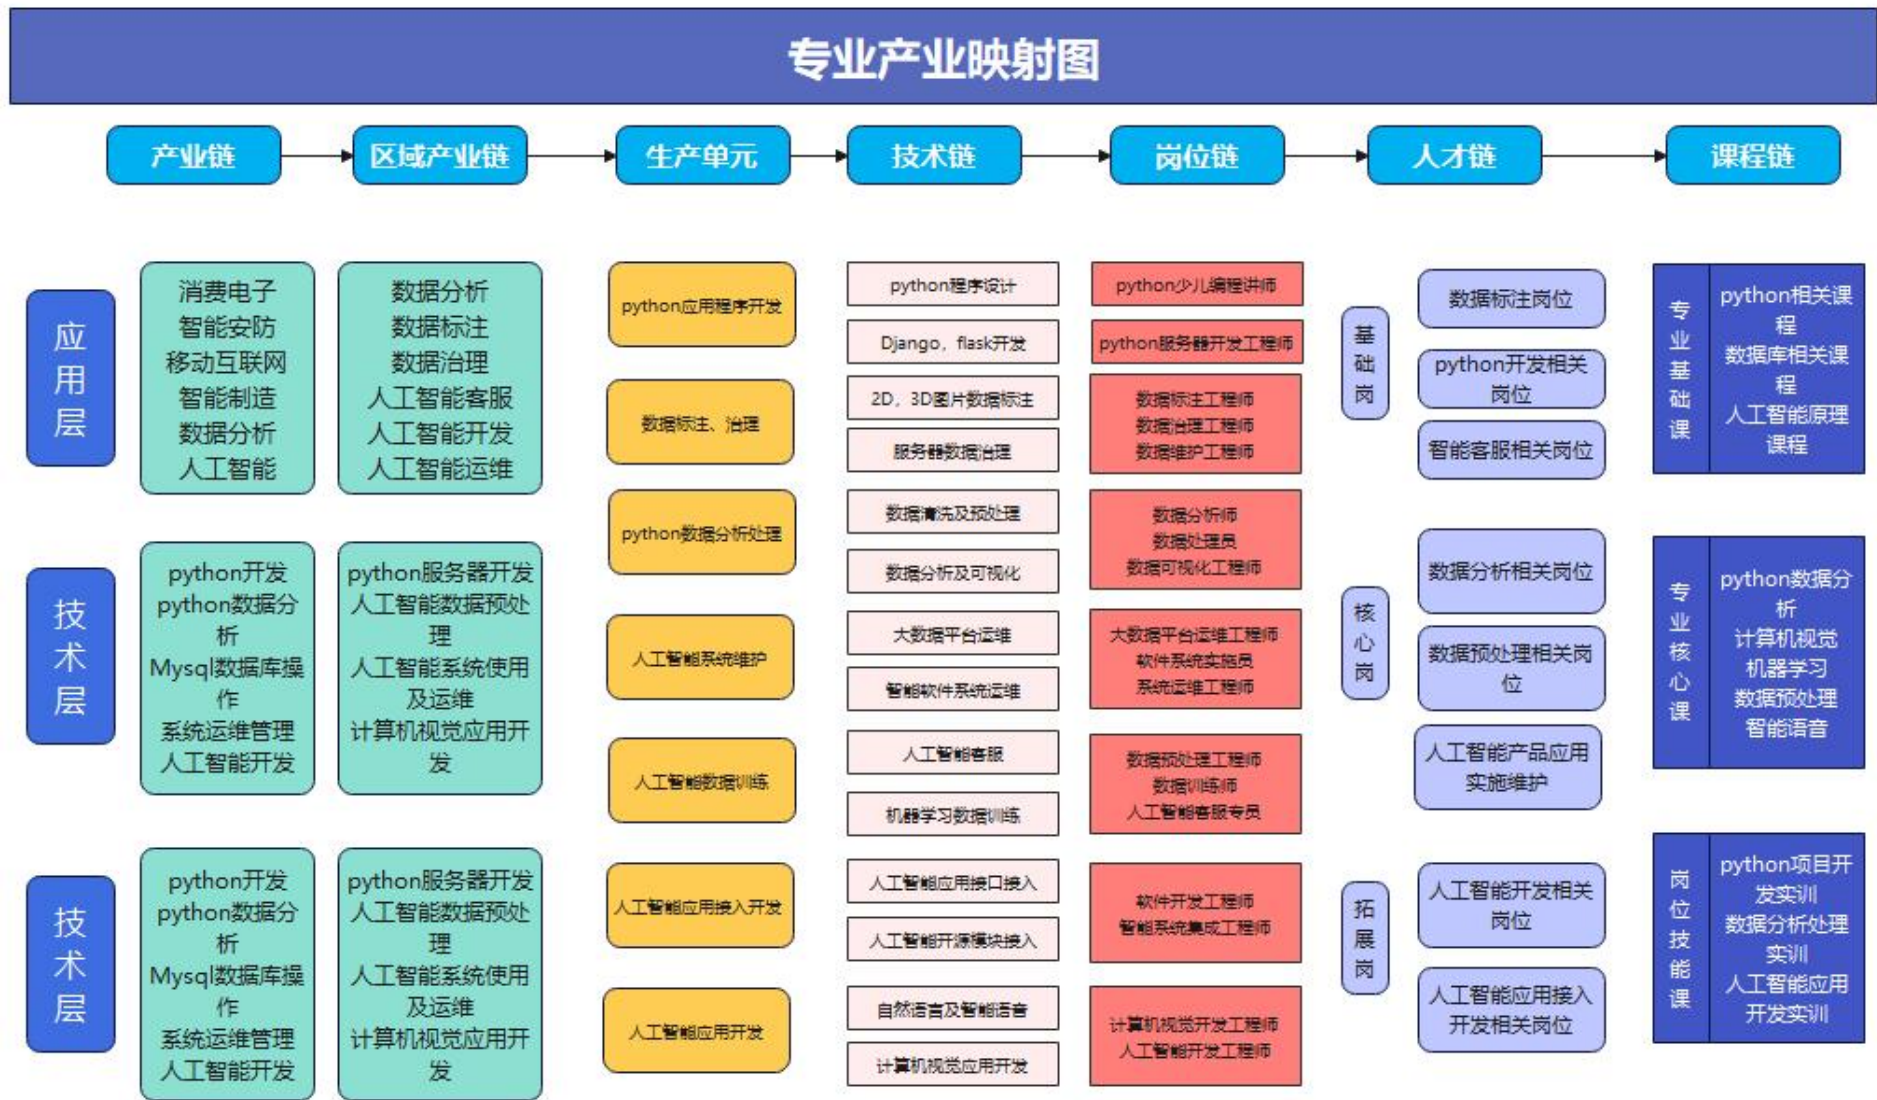 专业产业映射图
产业链
区域产业链
生产单元
技术链
岗位链
人才链
课程链
应
用
层
消费电子
智能安防
移动互联网
智能制造
数据分析
人工智能
数据分析
数据标注
数据治理
人工智能客服
人工智能开发
人工智能运维
技
术
层
python开发
python数据分
析
Mysql数据库操
作
系统运维管理
人工智能开发
python服务器开发
人工智能数据预处
理
人工智能系统使用
及运维
计算机视觉应用开
发
技
术
层
python开发
python数据分
析
Mysql数据库操
作
系统运维管理
人工智能开发
python服务器开发
人工智能数据预处
理
人工智能系统使用
及运维
计算机视觉应用开
发
python应用程序开发
数据标注、治理
python数据分析处理
人工智能系统维护
人工智能数据训练
人工智能应用接入开发
人工智能应用开发
python程序设计
Django，flask开发
2D，3D图片数据标注
服务器数据治理
数据清洗及预处理
数据分析及可视化
大数据平台运维
智能软件系统运维
人工智能客服
机器学习数据训练
人工智能应用接口接入
人工智能开源模块接入
自然语言及智能语音
计算机视觉应用开发
python少儿编程讲师
python服务器开发工程师
数据标注工程师
数据治理工程师
数据维护工程师
数据分析师
数据处理员
数据可视化工程师
大数据平台运维工程师
软件系统实施员
系统运维工程师
数据预处理工程师
数据训练师
人工智能客服专员
软件开发工程师
智能系统集成工程师
计算机视觉开发工程师
人工智能开发工程师
基
础
岗
数据标注岗位
python开发相关
岗位
智能客服相关岗位
核
心
岗
数据分析相关岗位
数据预处理相关岗
位
人工智能产品应用
实施维护
拓
展
岗
人工智能开发相关
岗位
人工智能应用接入
开发相关岗位
专
业
基
础
课
python相关课
程
数据库相关课
程
人工智能原理
课程
专
业
核
心
课
python数据分
析
计算机视觉
机器学习
数据预处理
智能语音
岗
位
技
能
课
python项目开
发实训
数据分析处理
实训
人工智能应用
开发实训